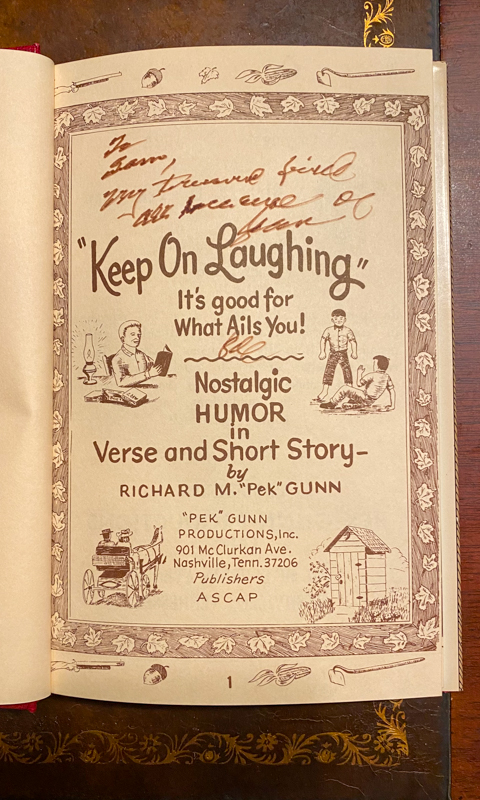 To
Sam,
My treasured friend
- all because of
"Keep On Laughing"
It's good for
What Ails You!
Nostalgic
HUMOR
in
Verse and Short Story-
by
RICHARD M. "Pek" GUNN
"PEK" GUNN
PRODUCTIONS, Inc.
901 McClurkan Ave.
Nashville, Tenn. 37206
Publishers
ASCAP
1